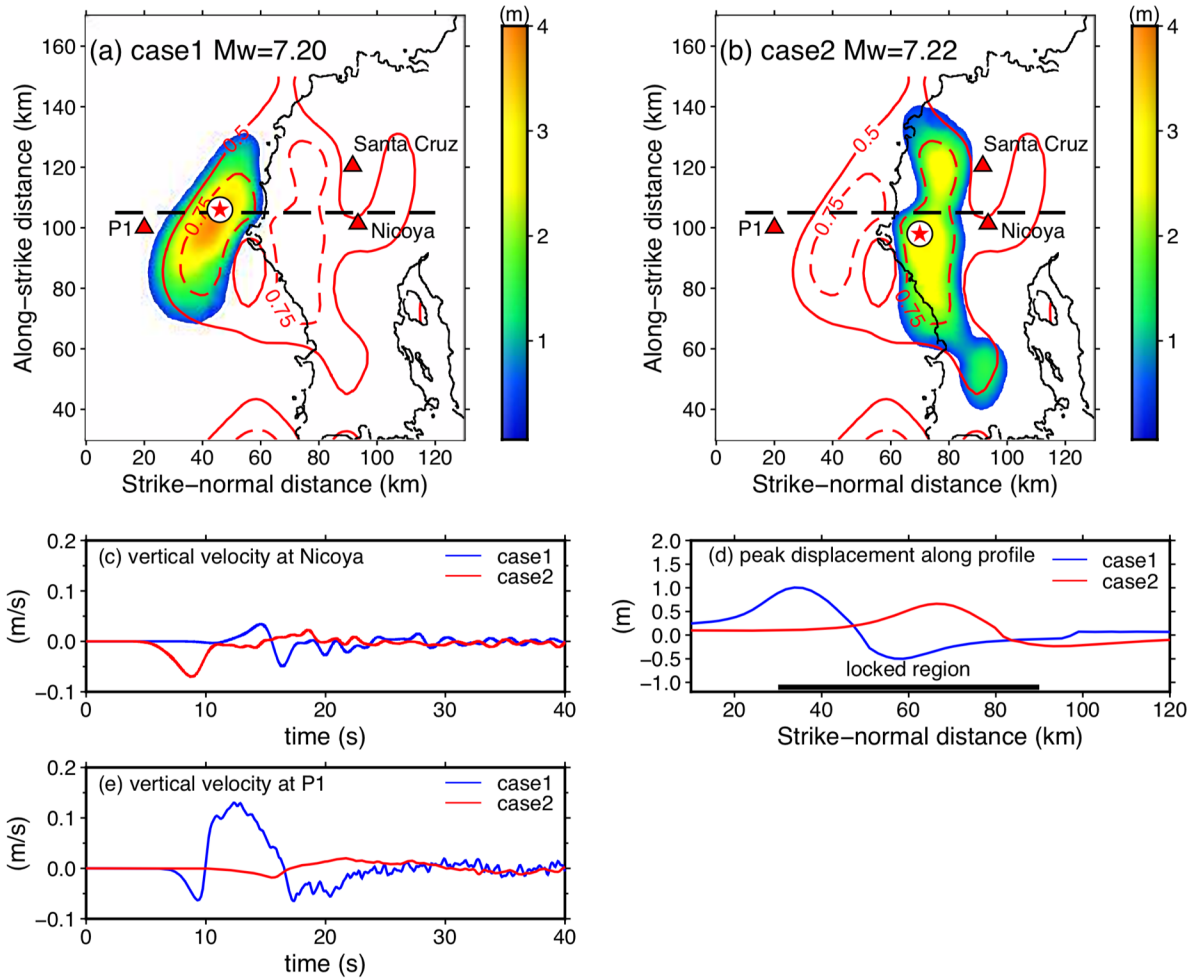 (m)
(m)
(a) case1 Mw=7.20
(b) case2 Mw=7.22
160
140
120
100
80
60
40
Along−strike distance (km)
0.5
0.75
0.75
Santa Cruz
P1
Nicoya
0 20 40 60 80 100 120
Strike−normal distance (km)
4
3
2
1
160
140
120
100
80
60
40
Along−strike distance (km)
0.5
0.75
0.75
Santa Cruz
P1
Nicoya
0 20 40 60 80 100 120
Strike−normal distance (km)
4
3
2
1
(c) vertical velocity at Nicoya
case1
case2
0.2
0.1
0.0
−0.1
(m/s)
0 10 20 30 40
time (s)
(d) peak displacement along profile
case1
case2
2.0
1.5
1.0
0.5
0.0
−0.5
−1.0
(m)
locked region
20 40 60 80 100 120
Strike−normal distance (km)
(e) vertical velocity at P1
case1
case2
0.2
0.1
0.0
−0.1
(m/s)
0 10 20 30 40
time (s)